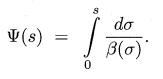 Ψ(s) = ∫₀ˢ dσ / β(σ).